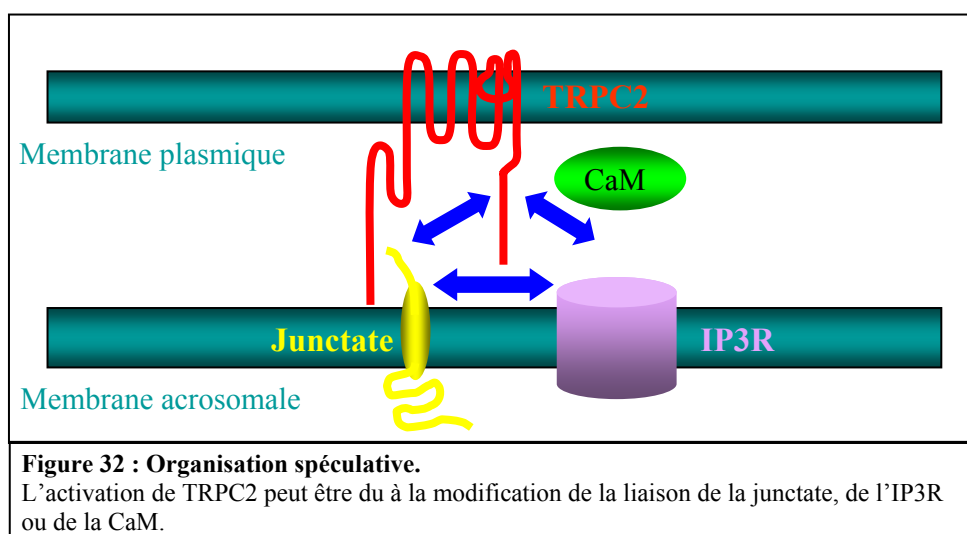 TRPC2
Membrane plasmique
CaM
Junctate
IP3R
Membrane acrosomale
Figure 32 : Organisation spéculative.
L’activation de TRPC2 peut être du à la modification de la liaison de la junctate, de l’IP3R
ou de la CaM.